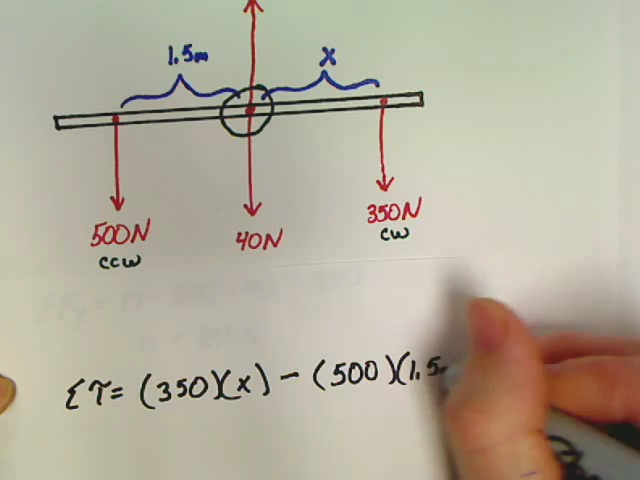 1.5m X
500N 40N 350N
ccw cw
Στ= (350)(x) - (500)(1.5